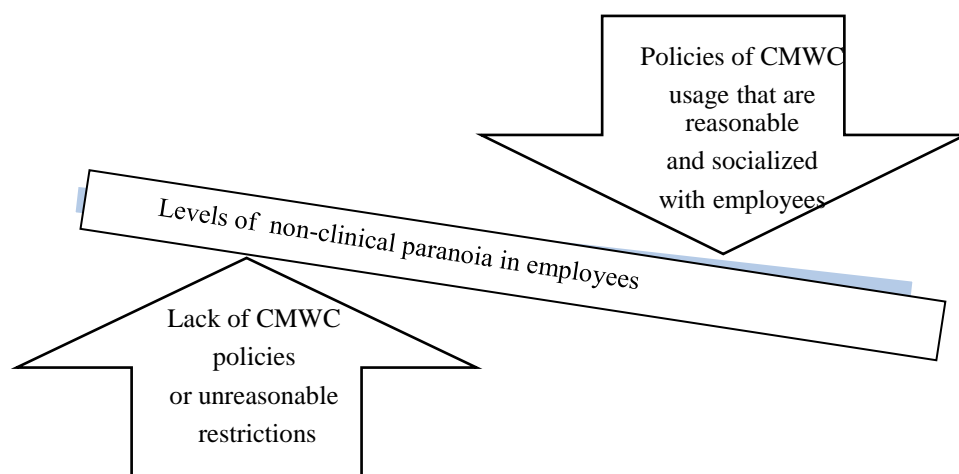 Policies of CMWC
usage that are
reasonable
and socialized
with employees
Levels of non-clinical paranoia in employees
Lack of CMWC
policies
or unreasonable
restrictions